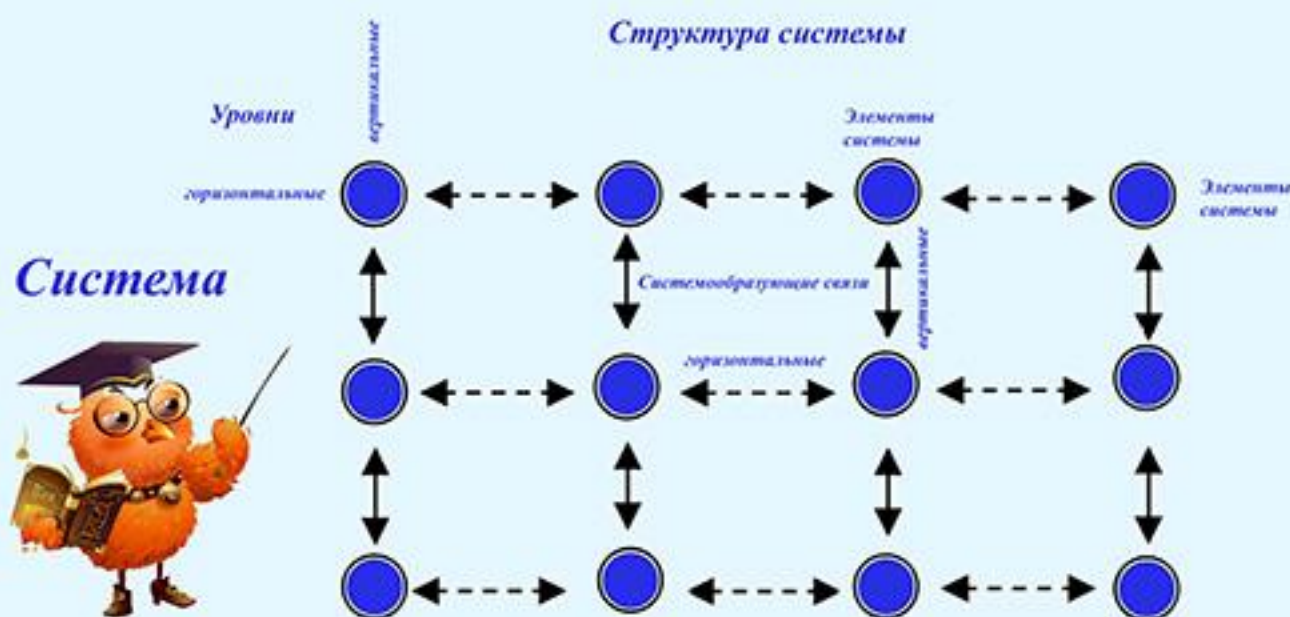 Структура системы
вертикальные
Уровни
Элементы
системы
горизонтальные
Элементы
системы
Система
вертикальные
Системообразующие связи
горизонтальные